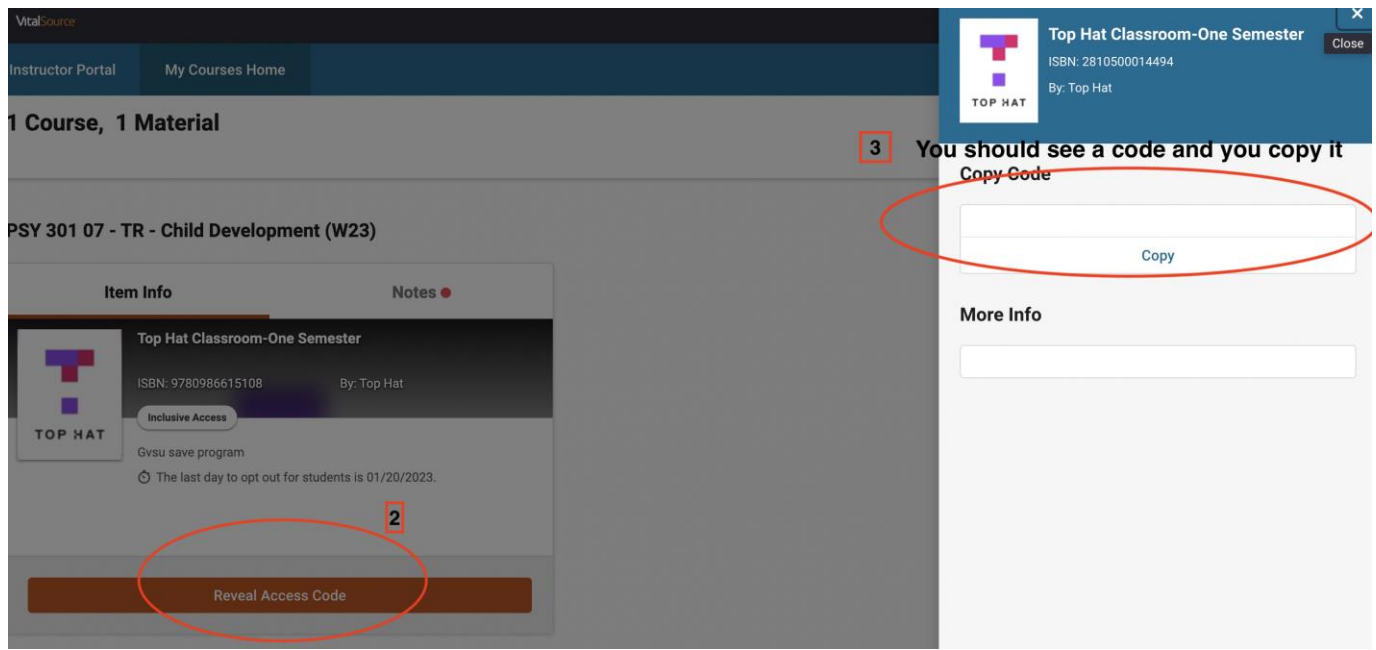 VitalSource
Instructor Portal My Courses Home
1 Course, 1 Material
PSY 301 07 - TR - Child Development (W23)
Item Info Notes
TOP HAT
Top Hat Classroom-One Semester
ISBN: 9780986615108 By: Top Hat
Inclusive Access
Gvsu save program
The last day to opt out for students is 01/20/2023.
2
Reveal Access Code
×
Close
TOP HAT
Top Hat Classroom-One Semester
ISBN: 2810500014494
By: Top Hat
3 You should see a code and you copy it
Copy Code
Copy
More Info